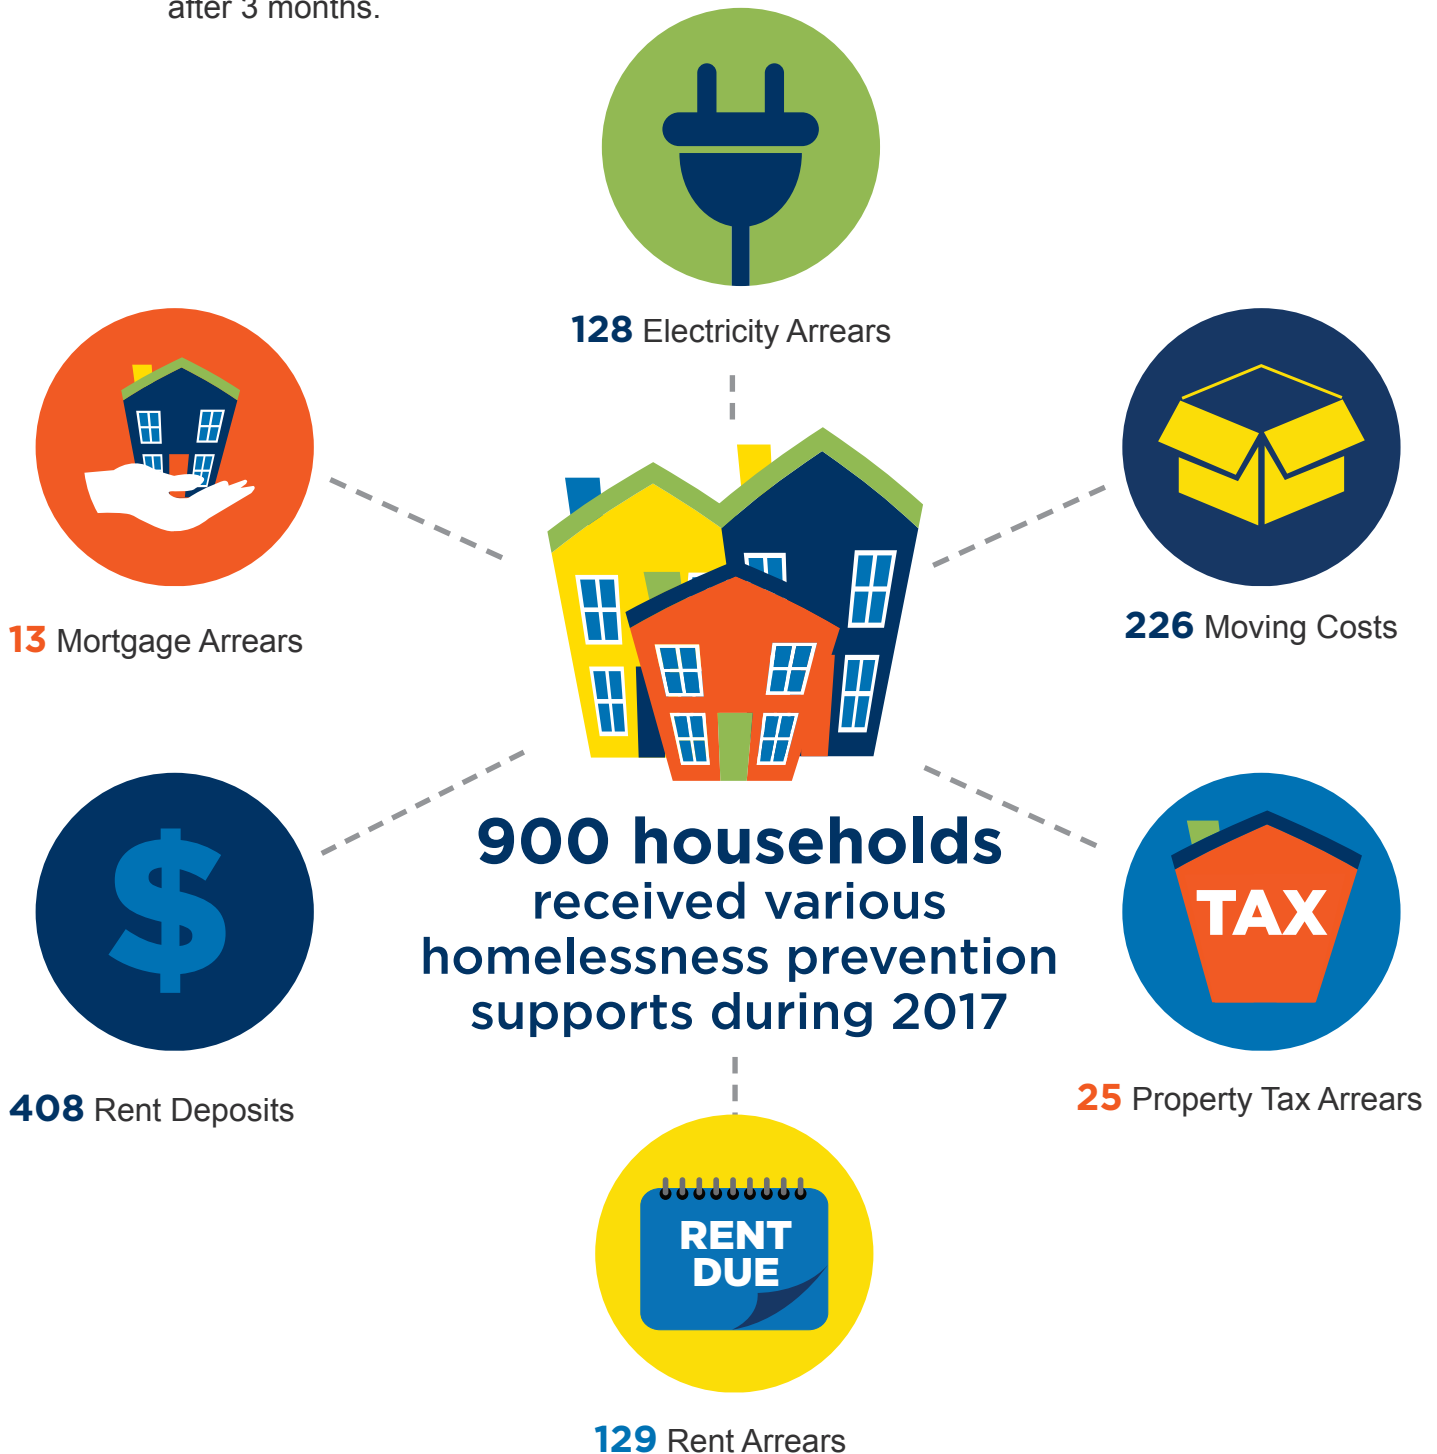 after 3 months.
128 Electricity Arrears
13 Mortgage Arrears
226 Moving Costs
900 households
received various
homelessness prevention
supports during 2017
TAX
408 Rent Deposits
25 Property Tax Arrears
RENT
DUE
129 Rent Arrears